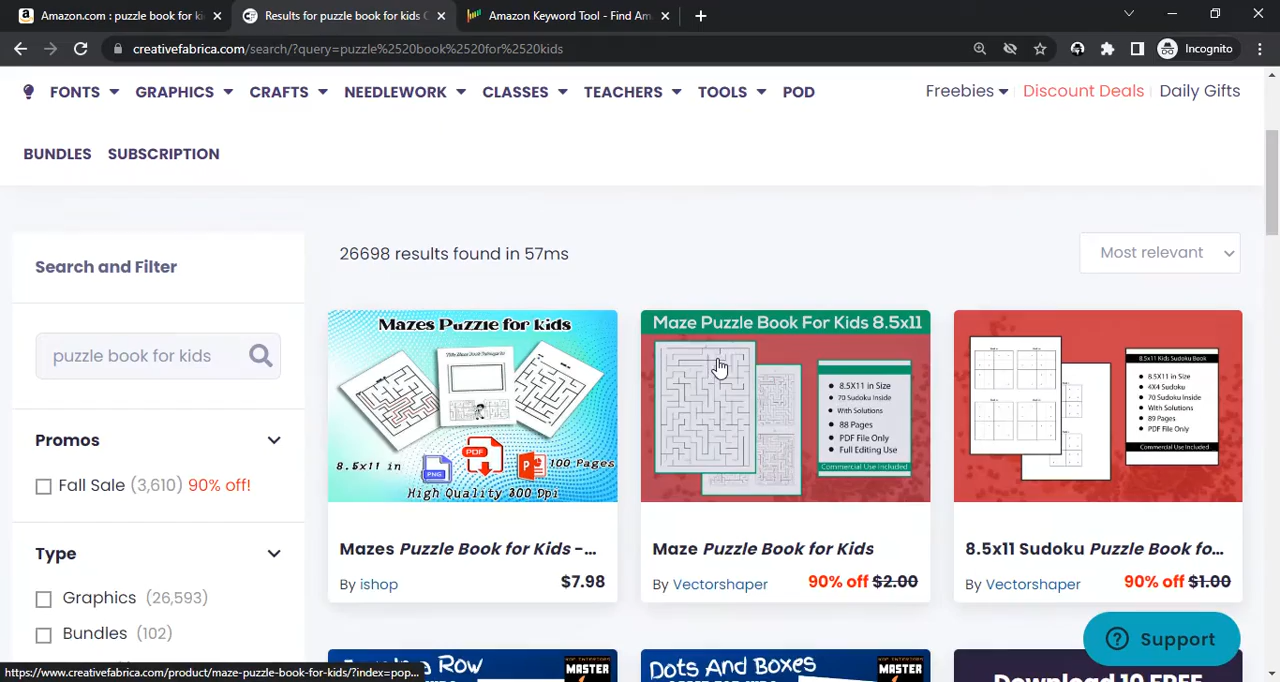 Amazon.com : puzzle book for ki
Results for puzzle book for kids C
Amazon Keyword Tool - Find Am
creativefabrica.com/search/?query=puzzle%2520book%2520for%2520kids
Incognito
FONTS GRAPHICS CRAFTS NEEDLEWORK CLASSES TEACHERS TOOLS POD
Freebies Discount Deals Daily Gifts
BUNDLES SUBSCRIPTION
Search and Filter
26698 results found in 57ms
Most relevant
puzzle book for kids
Promos
Fall Sale (3,610) 90% off!
Type
Graphics (26,593)
Bundles (102)
Mazes Puzzle for kids
8.5x11 in
PNG
PDF
100 Pages
High Quality 300 Dpi
Mazes Puzzle Book for Kids -...
By ishop
$7.98
Maze Puzzle Book For Kids 8.5x11
8.5X11 in Size
70 Sudoku Inside
With Solutions
88 Pages
PDF File Only
Full Editing Use
Commercial Use Included
Maze Puzzle Book for Kids
By Vectorshaper
90% off $2.00
8.5x11 Kids Sudoku Book
8.5X11 in Size
4X4 Sudoku
70 Sudoku Inside
With Solutions
89 Pages
PDF File Only
Commercial Use Included
8.5x11 Sudoku Puzzle Book fo...
By Vectorshaper
90% off $1.00
Row
MASTER
Dots And Boxes
MASTER
Download 10 FREE
Support
https://www.creativefabrica.com/product/maze-puzzle-book-for-kids/?index=pop...